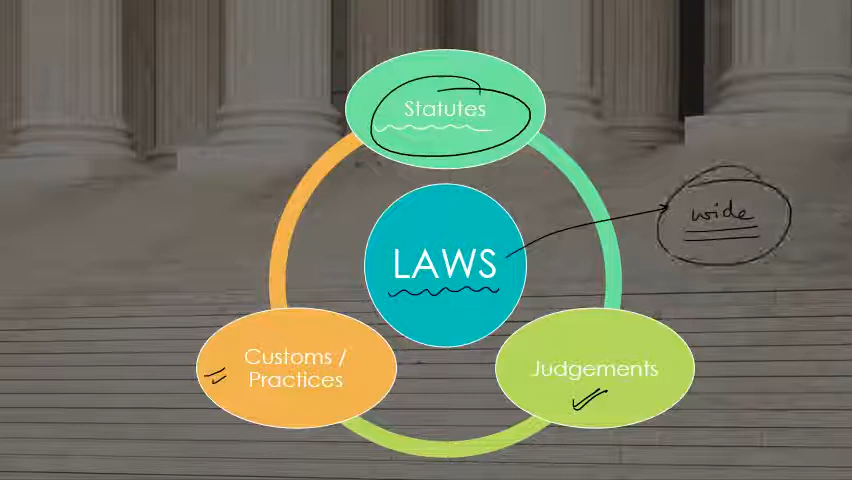 Statutes
wide
LAWS
Customs /
Practices
Judgements